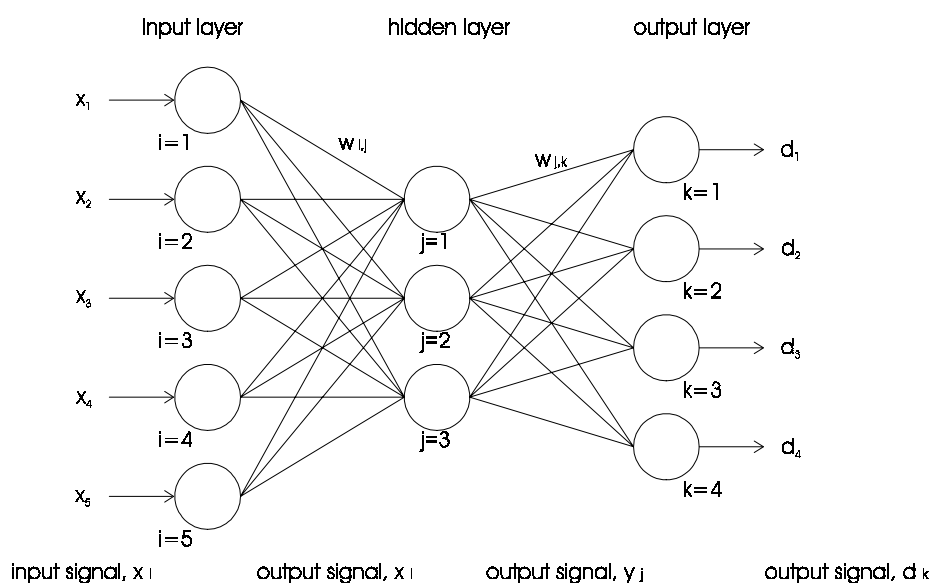 input layer hidden layer output layer
x₁ w i,j w j,k d₁
i=1 k=1
x₂ d₂
i=2 j=1 k=2
x₃ d₃
i=3 j=2 k=3
x₄ d₄
i=4 j=3 k=4
x₅
i=5
input signal, x i output signal, x i output signal, y j output signal, d k